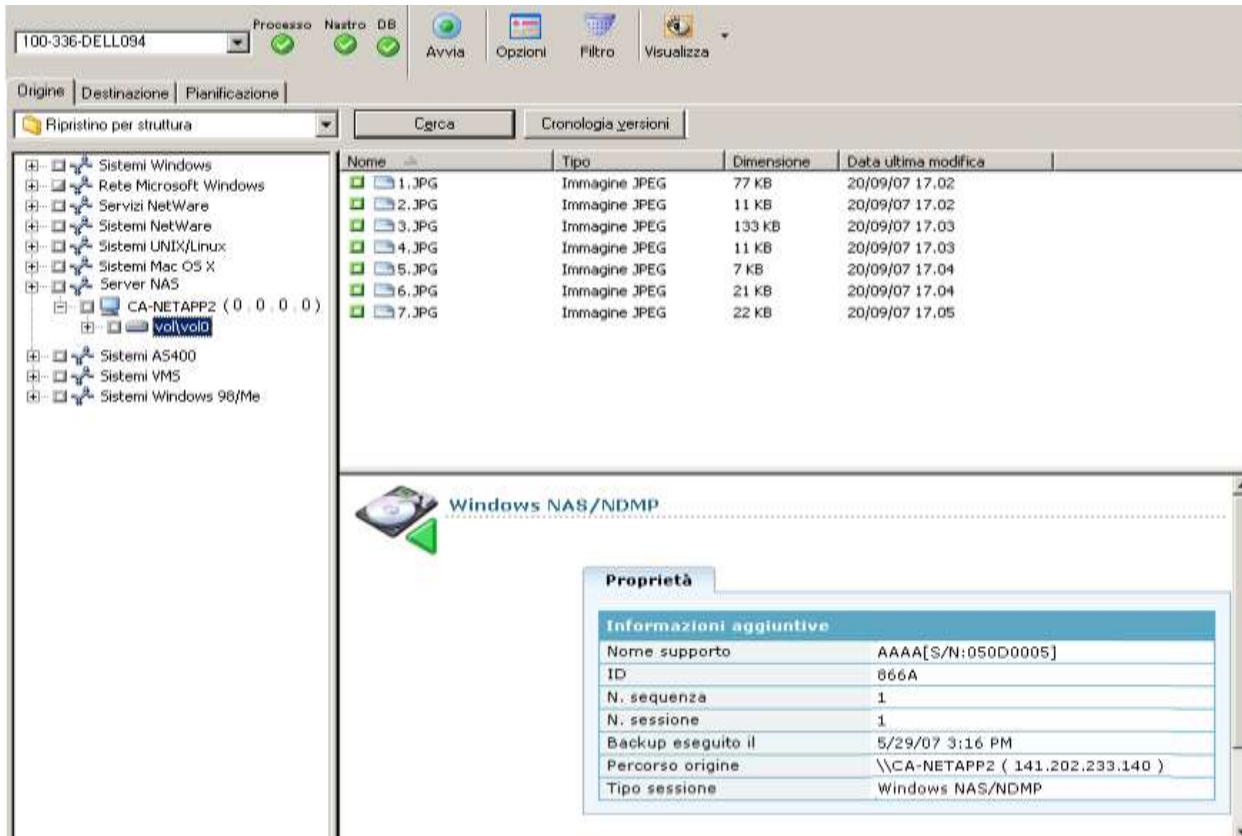 Processo Nastro DB
100-336-DELL094
Avvia Opzioni Filtro Visualizza
Origine Destinazione Pianificazione
Ripristino per struttura
Cerca Cronologia versioni
Sistemi Windows
Rete Microsoft Windows
Servizi NetWare
Sistemi NetWare
Sistemi UNIX/Linux
Sistemi Mac OS X
Server NAS
CA-NETAPP2 ( 0 . 0 . 0 . 0 )
vol\vol0
Sistemi AS400
Sistemi VMS
Sistemi Windows 98/Me
Nome Tipo Dimensione Data ultima modifica
1.JPG Immagine JPEG 77 KB 20/09/07 17.02
2.JPG Immagine JPEG 11 KB 20/09/07 17.02
3.JPG Immagine JPEG 133 KB 20/09/07 17.03
4.JPG Immagine JPEG 11 KB 20/09/07 17.03
5.JPG Immagine JPEG 7 KB 20/09/07 17.04
6.JPG Immagine JPEG 21 KB 20/09/07 17.04
7.JPG Immagine JPEG 22 KB 20/09/07 17.05
Windows NAS/NDMP
Proprietà
Informazioni aggiuntive
Nome supporto AAAA[S/N:050D0005]
ID 866A
N. sequenza 1
N. sessione 1
Backup eseguito il 5/29/07 3:16 PM
Percorso origine \\CA-NETAPP2 ( 141.202.233.140 )
Tipo sessione Windows NAS/NDMP